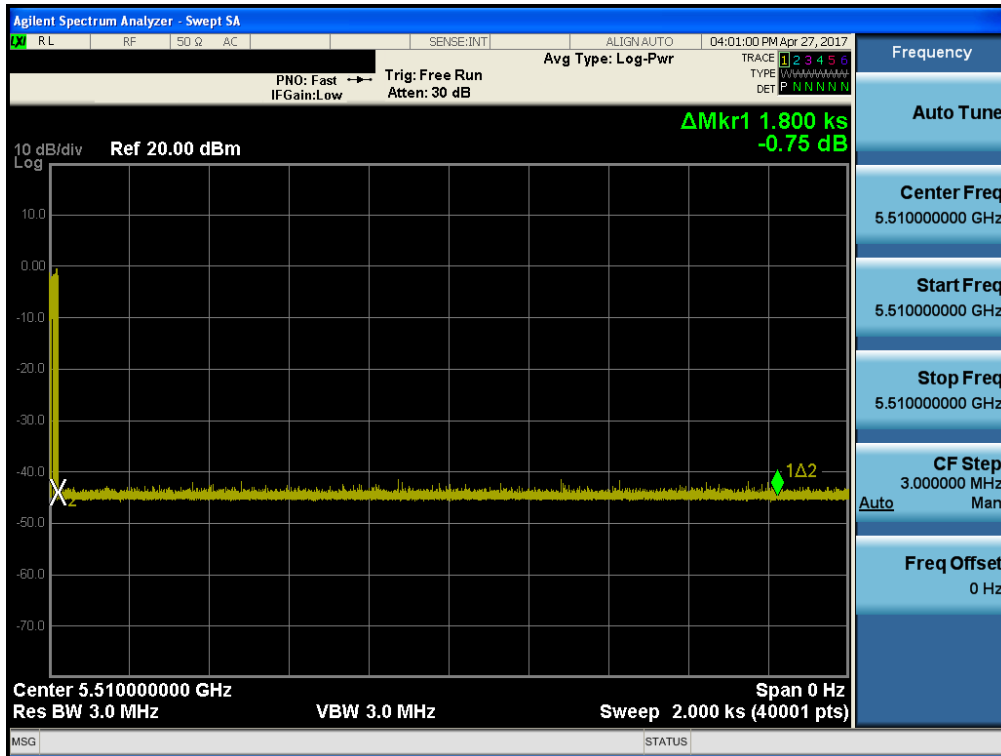 Agilent Spectrum Analyzer - Swept SA
LXI RL RF 50 Ω AC SENSE:INT ALIGN AUTO 04:01:00 PM Apr 27, 2017
Frequency
Avg Type: Log-Pwr
TRACE 1 2 3 4 5 6
PNO: Fast Trig: Free Run
TYPE WWWWWW
IFGain:Low Atten: 30 dB
DET P N N N N N
Auto Tune
ΔMkr1 1.800 ks
-0.75 dB
10 dB/div Ref 20.00 dBm
Log
Center Freq
5.510000000 GHz
10.0
0.00
Start Freq
5.510000000 GHz
-10.0
-20.0
Stop Freq
5.510000000 GHz
-30.0
-40.0
1Δ2
2
CF Step
3.000000 MHz
Auto Man
-50.0
-60.0
Freq Offset
0 Hz
-70.0
Center 5.510000000 GHz Span 0 Hz
Res BW 3.0 MHz VBW 3.0 MHz Sweep 2.000 ks (40001 pts)
MSG STATUS